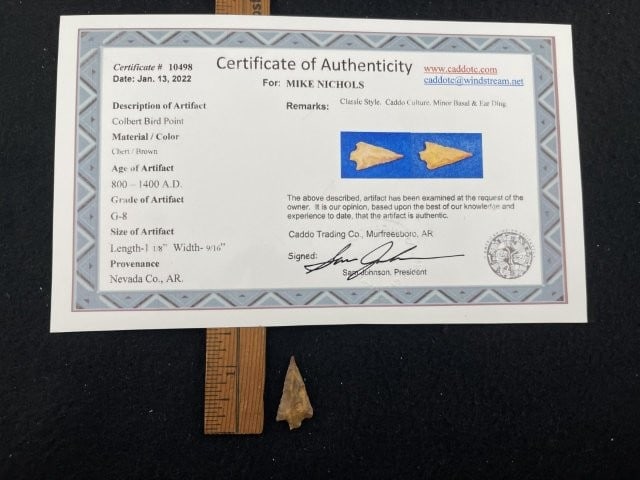 Certificate # 10498
Date: Jan. 13, 2022
Certificate of Authenticity
For: MIKE NICHOLS
www.caddotc.com
caddotc@windstream.net
Description of Artifact
Colbert Bird Point
Material / Color
Chert / Brown
Age of Artifact
800 – 1400 A.D.
Grade of Artifact
G-8
Size of Artifact
Length-1 1/8" Width- 9/16"
Provenance
Nevada Co., AR.
Remarks: Classic Style. Caddo Culture. Minor Basal & Ear Ding.
The above described, artifact has been examined at the request of the
owner. It is our opinion, based upon the best of our knowledge and
experience to date, that the artifact is authentic.
Caddo Trading Co., Murfreesboro, AR
Signed:
Sam Johnson, President